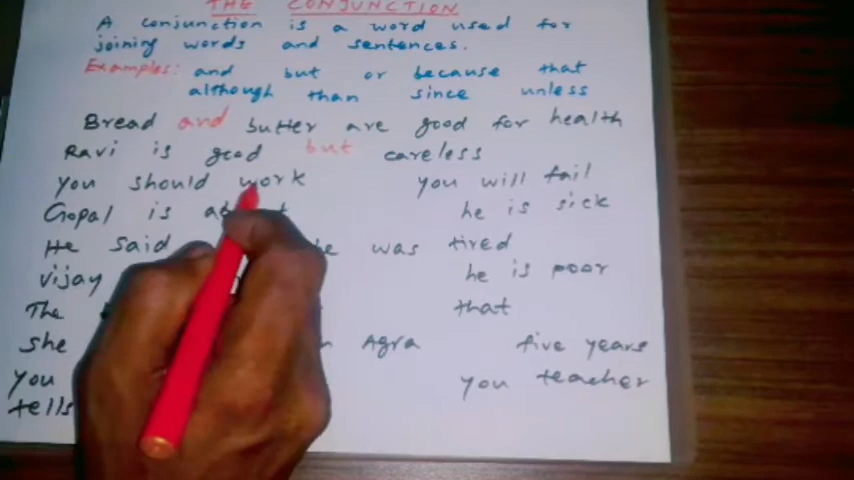 THE CONJUNCTION
A conjunction is a word used for
joining words and sentences.
Examples: and but or because that
although than since unless
Bread and butter are good for health
Ravi is good but careless
You should work you will fail
Gopal is he is sick
He said he was tired
Vijay he is poor
The that
She Agra five years
You you teacher
tells